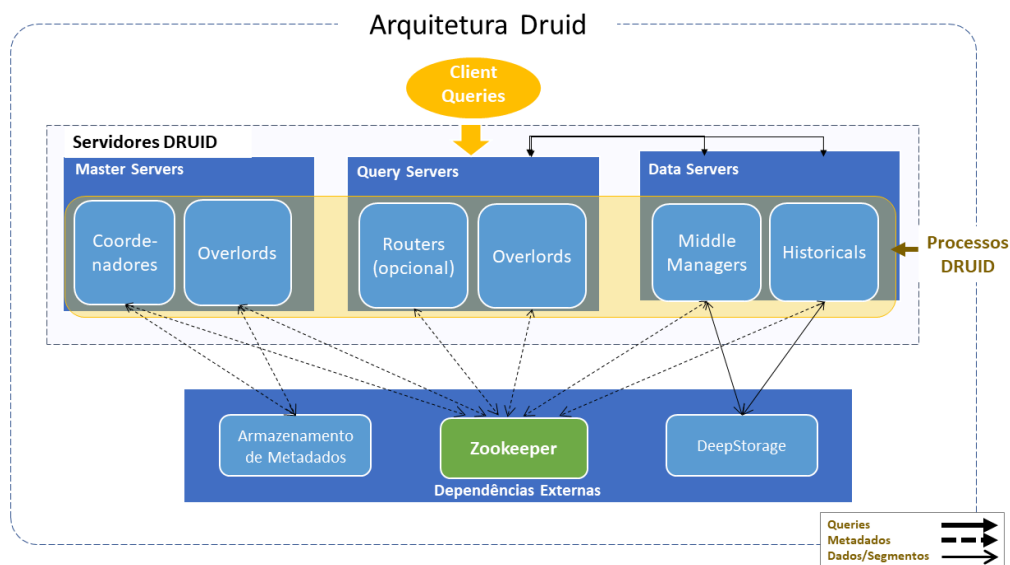 Arquitetura Druid
Client
Queries
Servidores DRUID
Master Servers
Query Servers
Data Servers
Coorde-
nadores
Overlords
Routers
(opcional)
Overlords
Middle
Managers
Historicals
Processos
DRUID
Armazenamento
de Metadados
Zookeeper
DeepStorage
Dependências Externas
Queries
Metadados
Dados/Segmentos